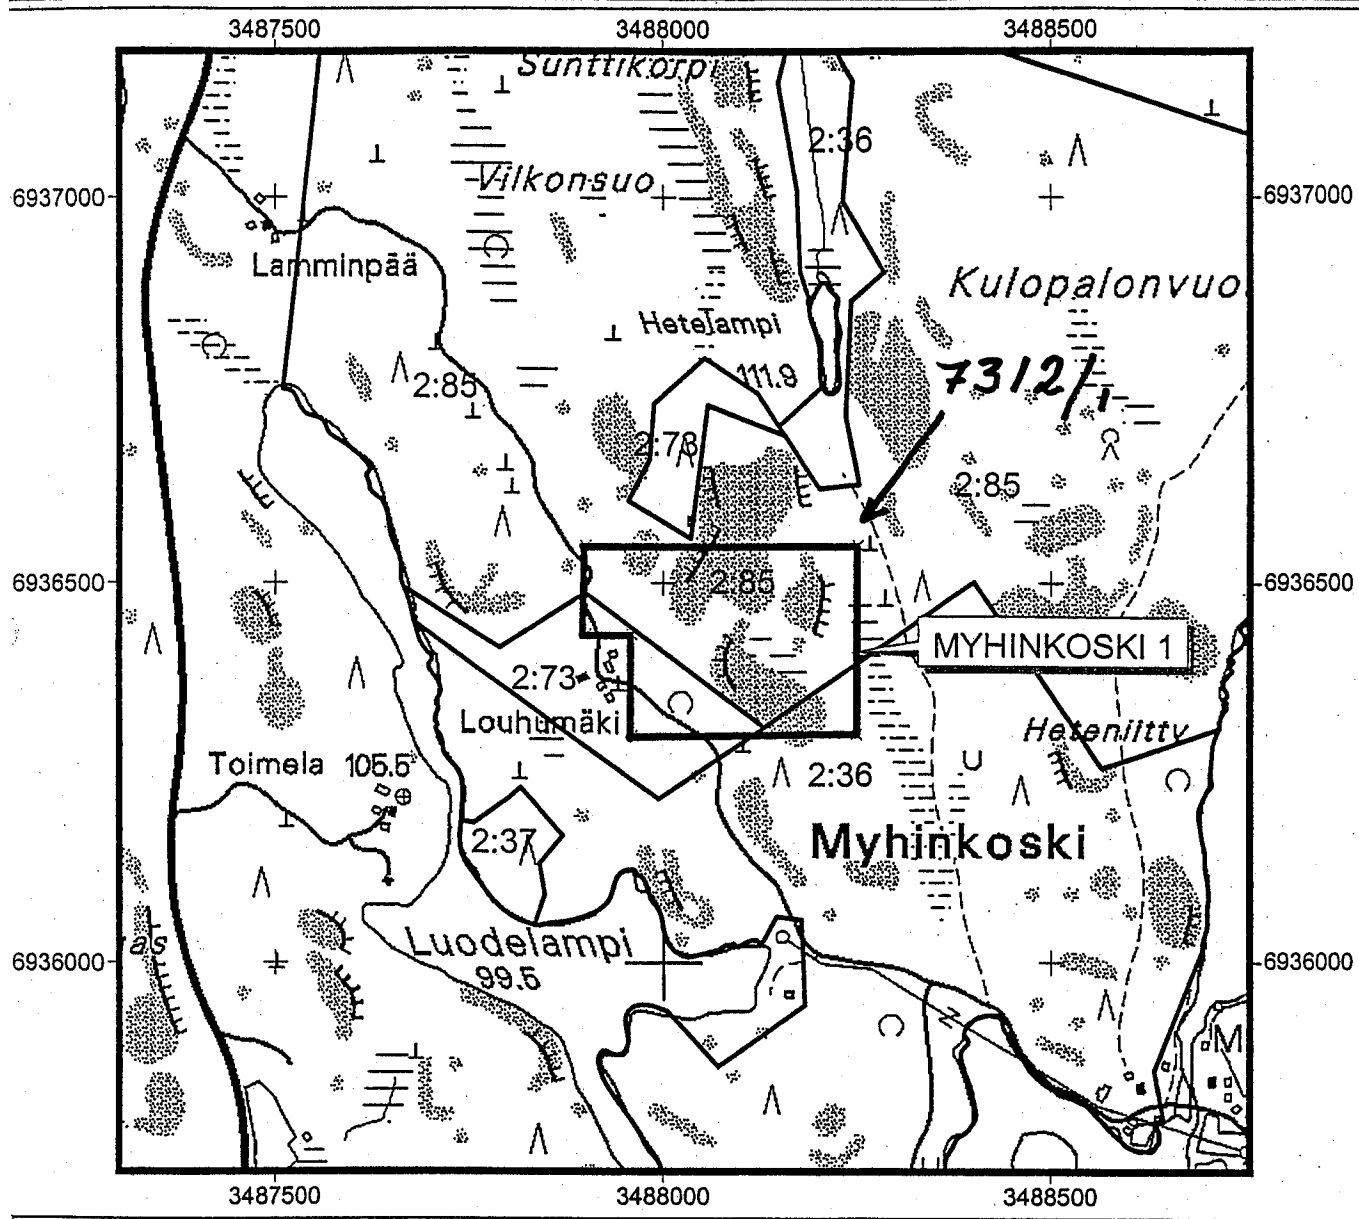 3487500 3488000 3488500
Sunttikorpi
2:36
Vilkonsuo
6937000 6937000
Lamminpää
Kulopalonvuo
Hetelampi
111.9
7312/1
2:85
2:73
2:85
6936500 2:85 6936500
MYHINKOSKI 1
2:73
Louhumäki
Heteniitty
Toimela 105.5
2:36
2:37
Myhinkoski
as
Luodelampi
6936000 6936000
99.5
M
3487500 3488000 3488500